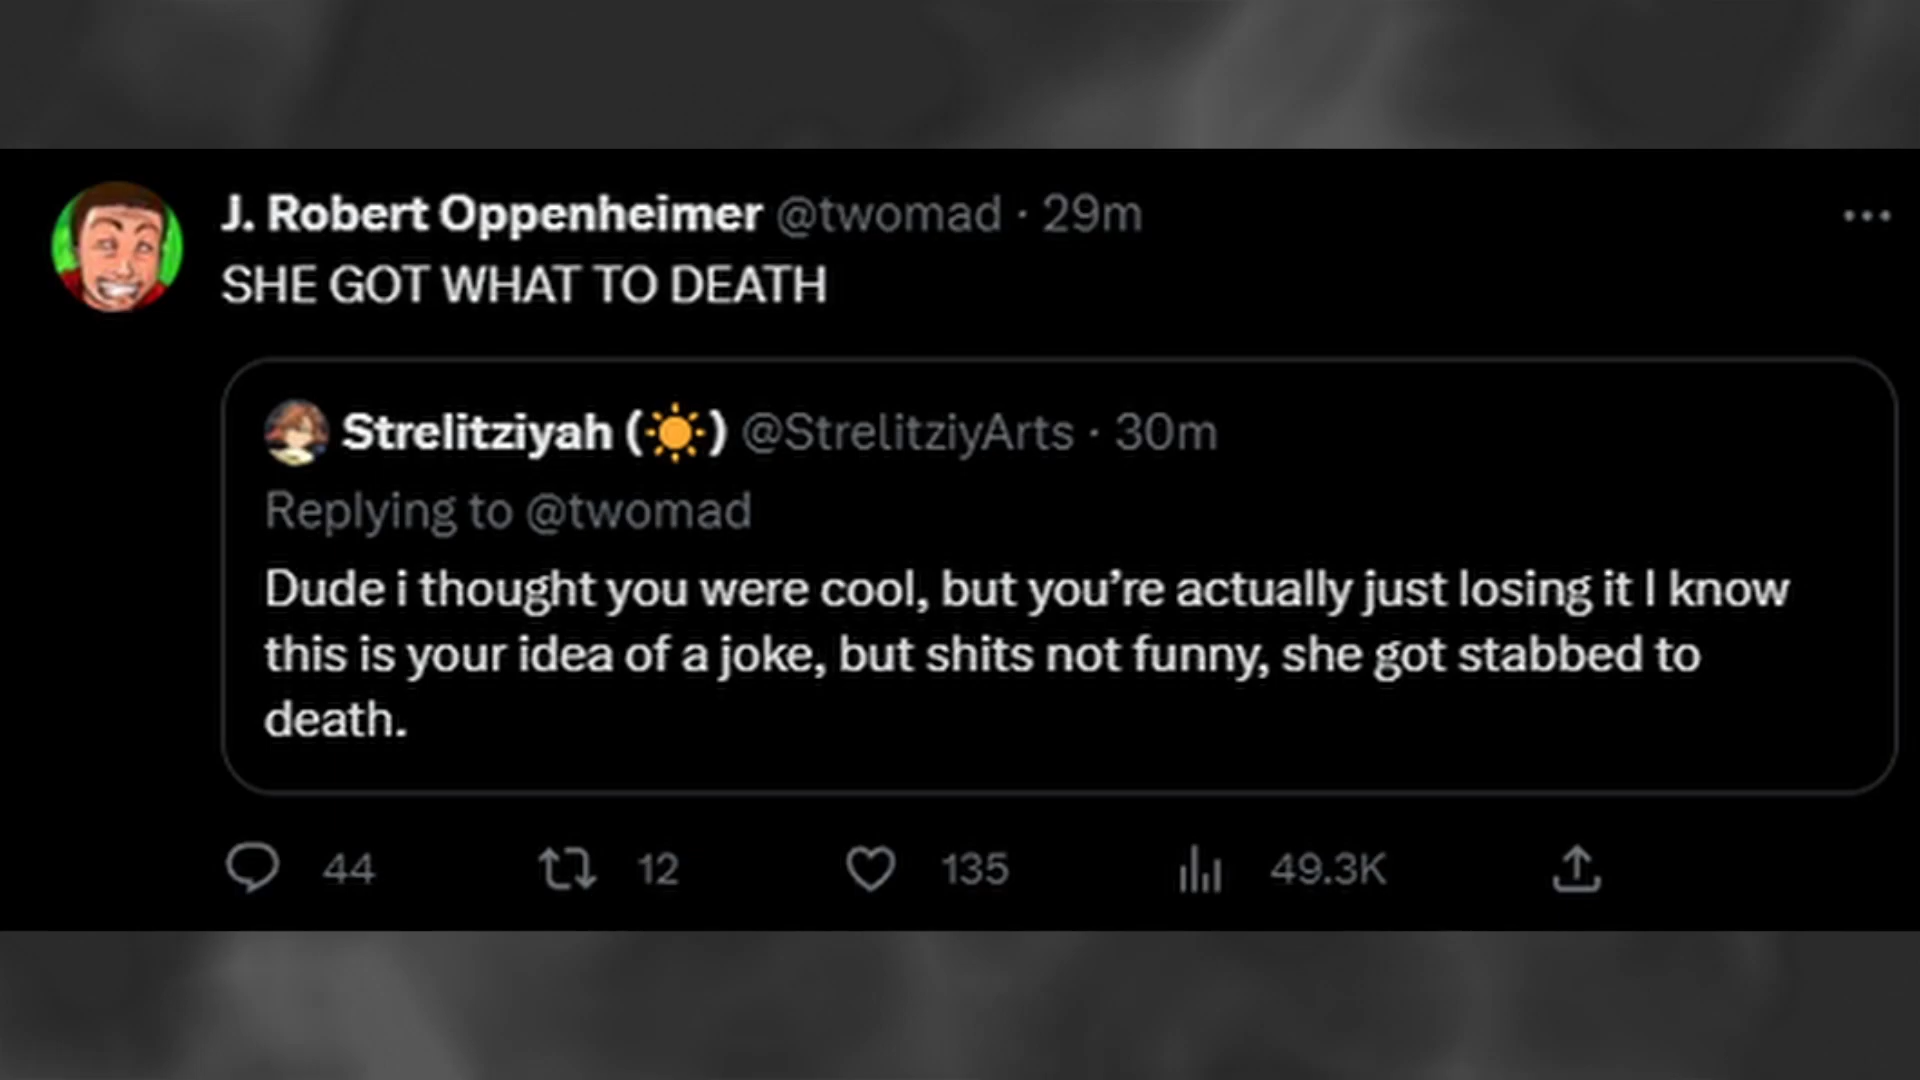 J. Robert Oppenheimer @twomad · 29m
SHE GOT WHAT TO DEATH
Strelitziyah (☀️) @StrelitziyArts · 30m
Replying to @twomad
Dude i thought you were cool, but you’re actually just losing it I know
this is your idea of a joke, but shits not funny, she got stabbed to
death.
44 12 135 49.3K